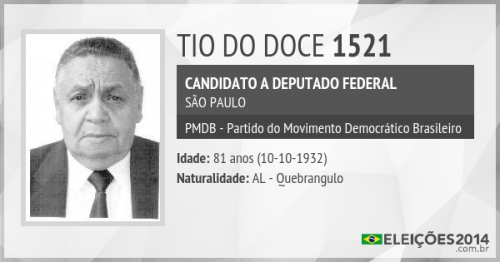 TIO DO DOCE 1521
CANDIDATO A DEPUTADO FEDERAL
SÃO PAULO
PMDB - Partido do Movimento Democrático Brasileiro
Idade: 81 anos (10-10-1932)
Naturalidade: AL - Quebrangulo
ELEIÇÕES2014
.com.br